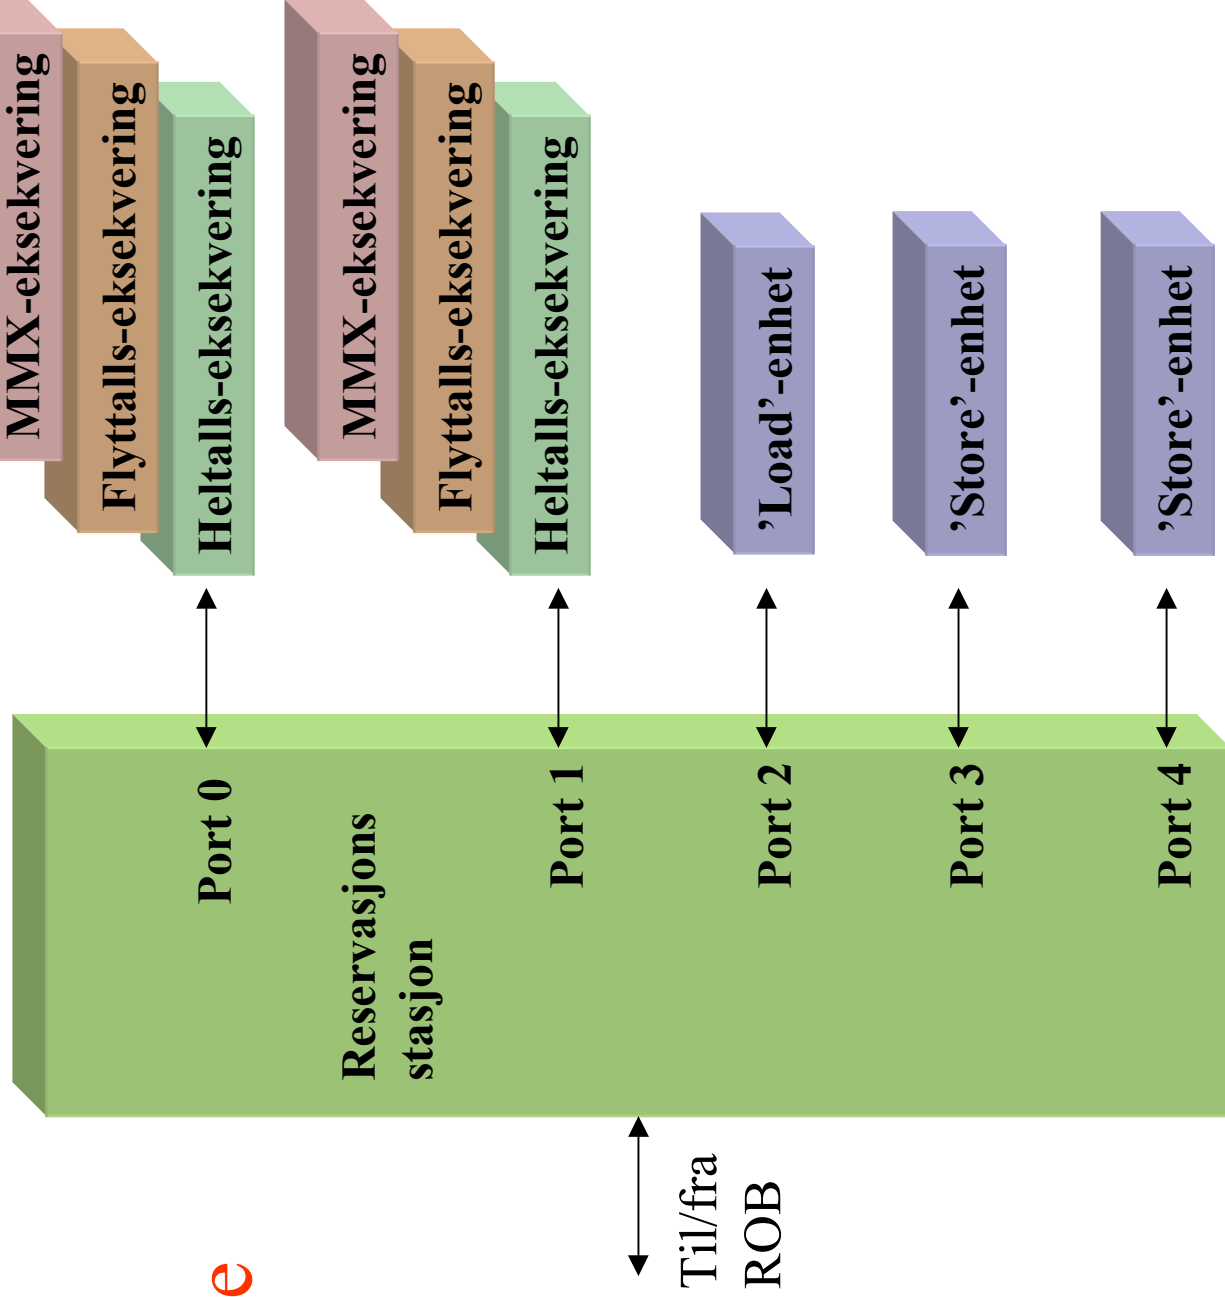 e
Til/fra
ROB
Reservasjons
stasjon
Port 0
Port 1
Port 2
Port 3
Port 4
MMX-eksekvering
Flyttalls-eksekvering
Heltalls-eksekvering
MMX-eksekvering
Flyttalls-eksekvering
Heltalls-eksekvering
’Load’-enhet
’Store’-enhet
’Store’-enhet